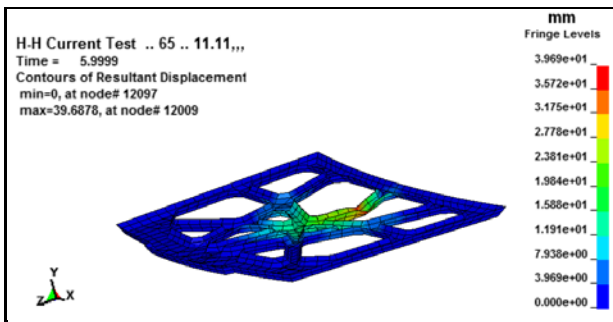 H-H Current Test .. 65 .. 11.11,,,
Time = 5.9999
Contours of Resultant Displacement
min=0, at node# 12097
max=39.6878, at node# 12009
mm
Fringe Levels
3.969e+01
3.572e+01
3.175e+01
2.778e+01
2.381e+01
1.984e+01
1.588e+01
1.191e+01
7.938e+00
3.969e+00
0.000e+00
Y
Z X